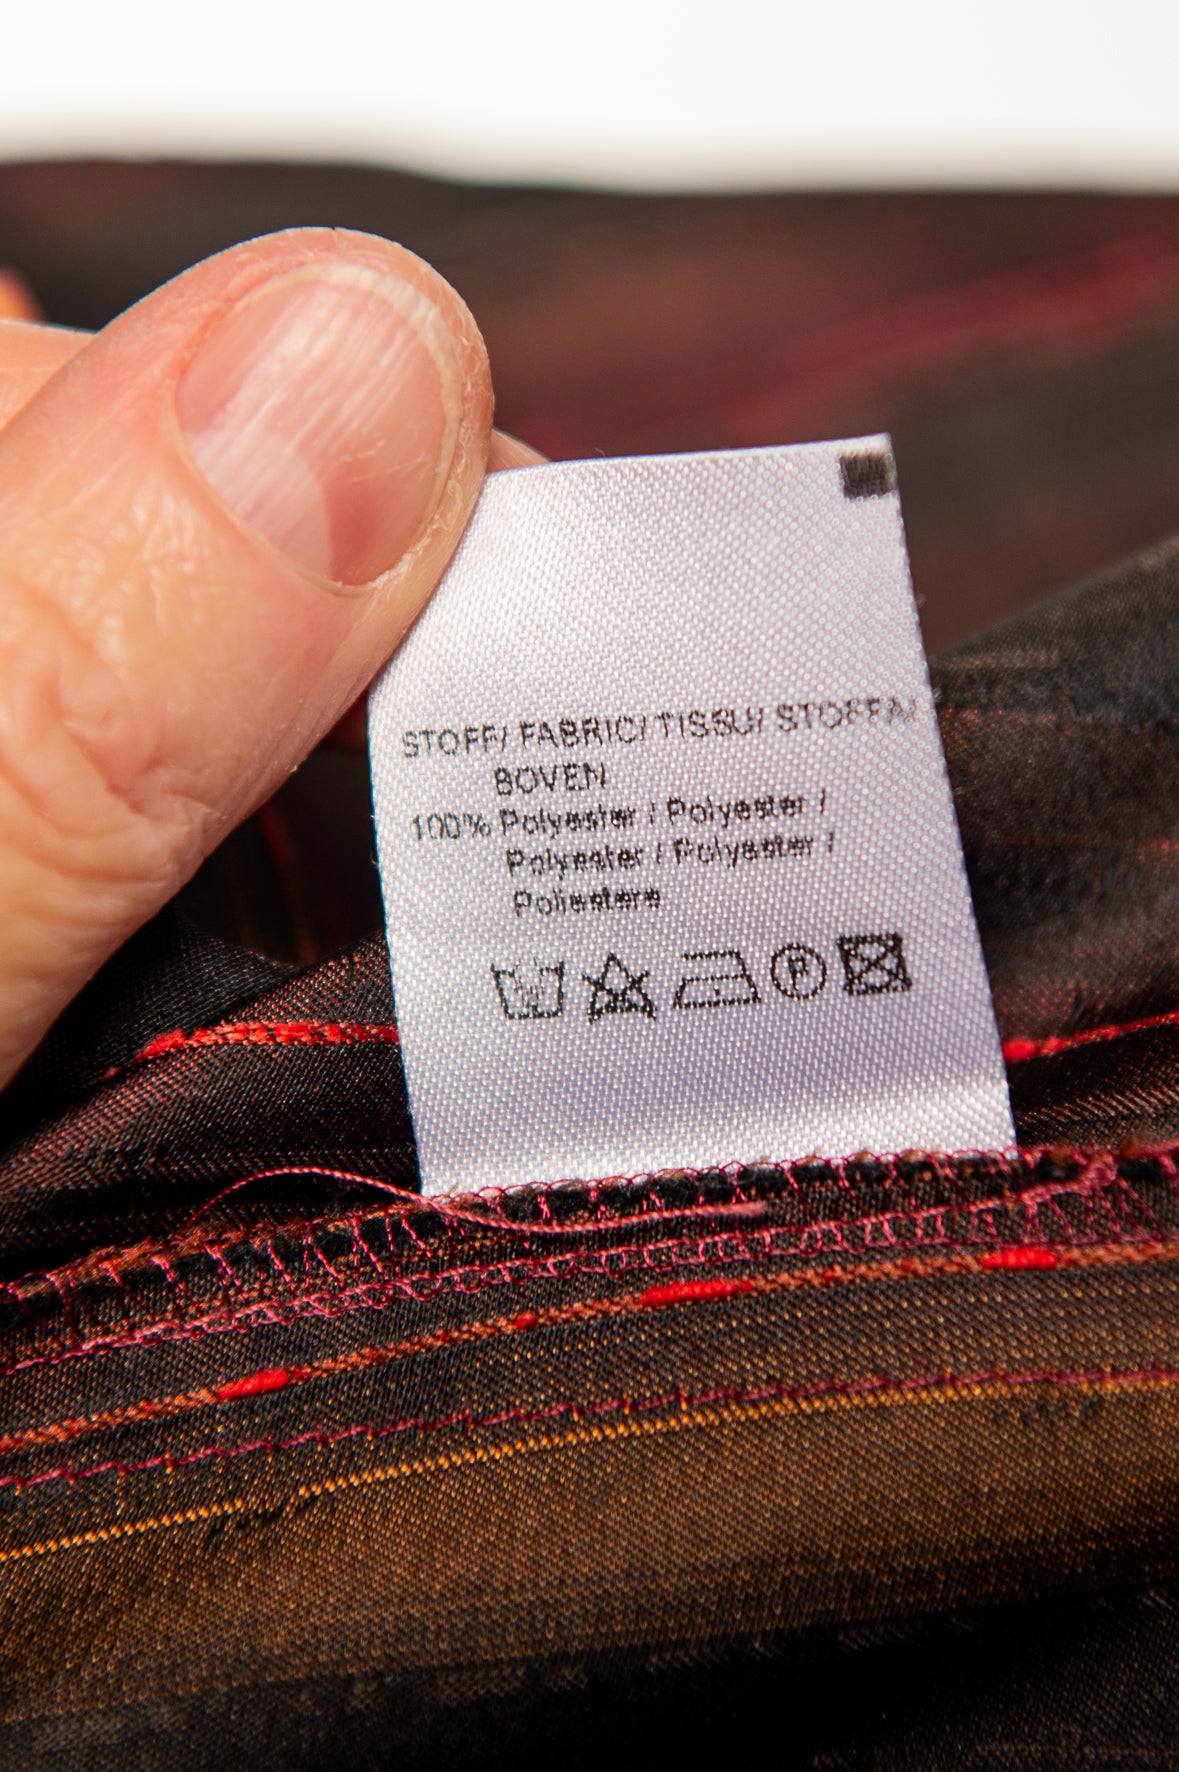 STOFF/ FABRIC/ TISSU/ STOFFA/
BOVEN
100% Polyester / Polyester /
Polyester / Polyester /
Poliestere
P